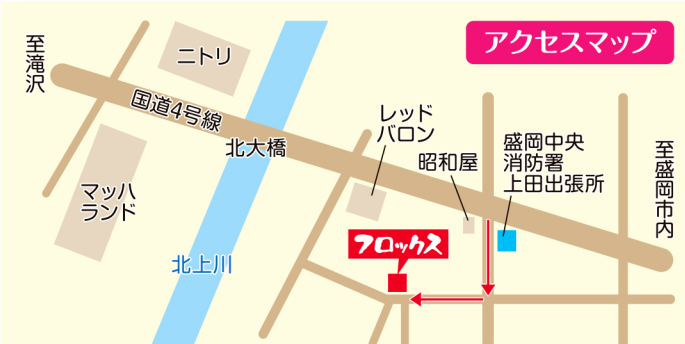 アクセスマップ
至滝沢
ニトリ
国道4号線
北大橋
マッハ
ランド
北上川
レッド
バロン
昭和屋
盛岡中央
消防署
上田出張所
至盛岡市内
フロックス